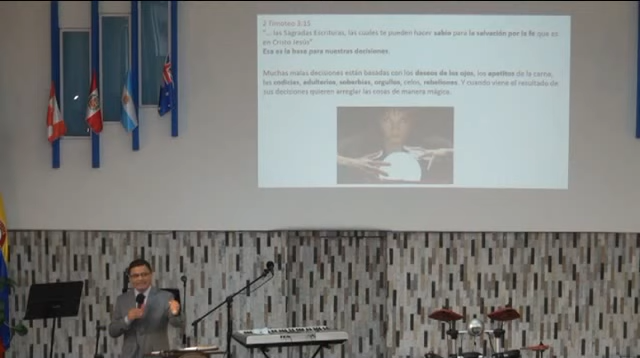 2 Timoteo 3:15
"... las Sagradas Escrituras, las cuales te pueden hacer sabio para la salvación por la fe que es
en Cristo Jesús"
Esa es la base para nuestras decisiones.
Muchas malas decisiones están basadas con los deseos de los ojos, los apetitos de la carne,
las codicias, adulterios, soberbias, orgullos, celos, rebeliones. Y cuando viene el resultado de
sus decisiones quieren arreglar las cosas de manera mágica.